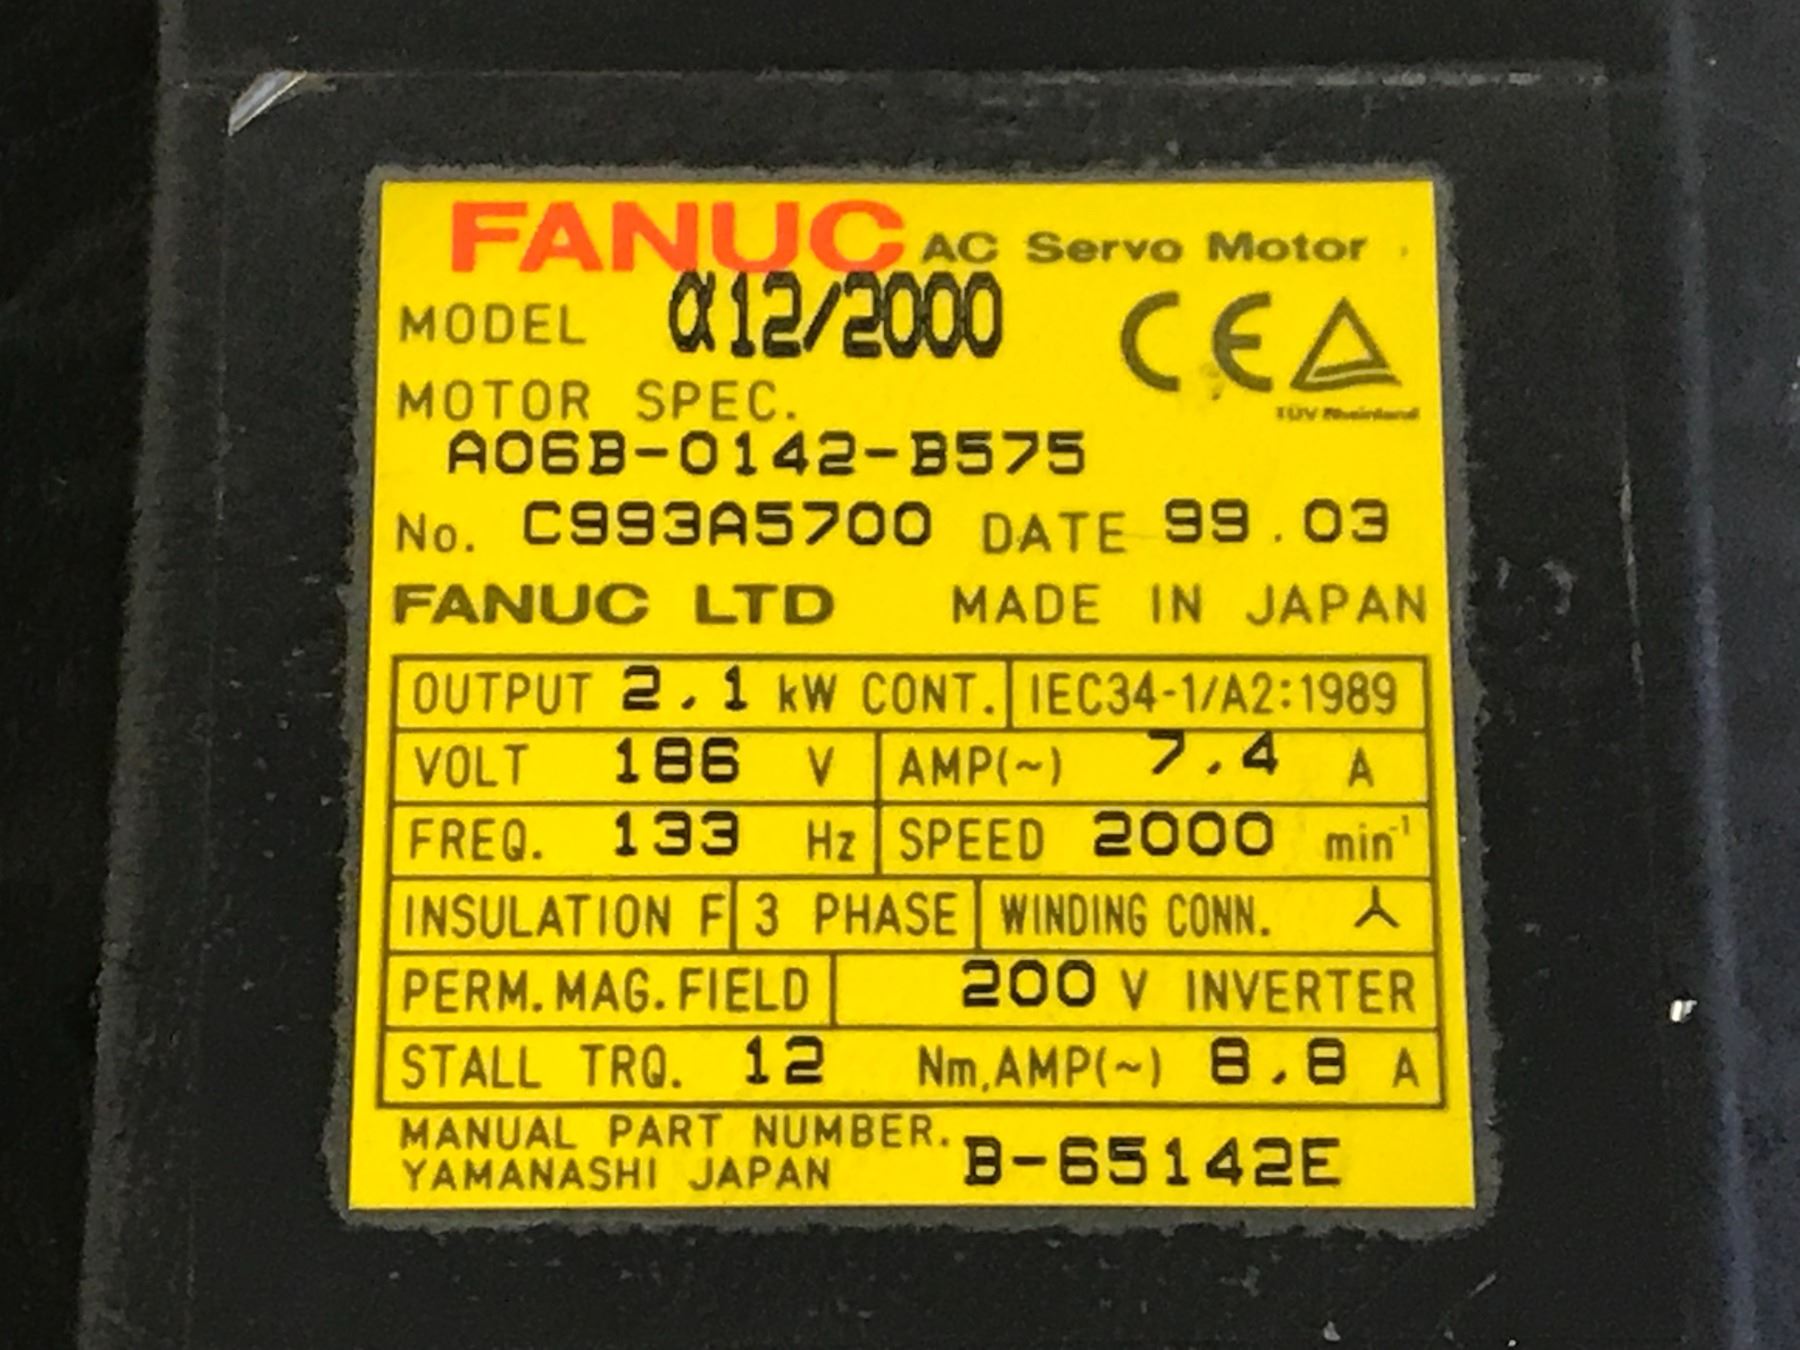 FANUC AC Servo Motor
MODEL α12/2000
CE
TÜV Rheinland
MOTOR SPEC.
A06B-0142-B575
No. C993A5700 DATE 99.03
FANUC LTD MADE IN JAPAN
OUTPUT 2.1 kW CONT. IEC34-1/A2:1989
VOLT 186 V AMP(~) 7.4 A
FREQ. 133 Hz SPEED 2000 min⁻¹
INSULATION F 3 PHASE WINDING CONN.
PERM.MAG.FIELD 200 V INVERTER
STALL TRQ. 12 Nm,AMP(~) 8.8 A
MANUAL PART NUMBER. B-65142E
YAMANASHI JAPAN